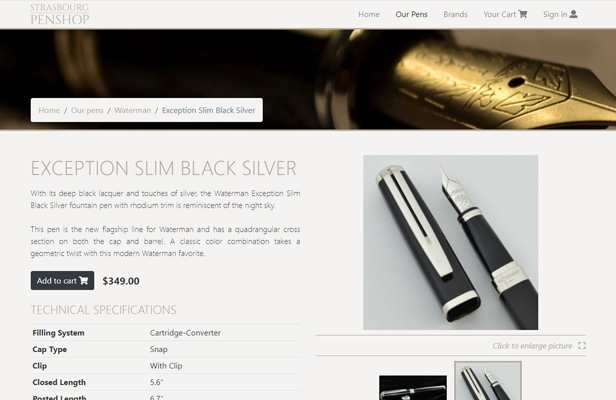 STRASBOURG
PENSHOP
Home Our Pens Brands Your Cart Sign in
Home / Our pens / Waterman / Exception Slim Black Silver
EXCEPTION SLIM BLACK SILVER
With its deep black lacquer and touches of silver, the Waterman Exception Slim
Black Silver fountain pen with rhodium trim is reminiscent of the night sky.
This pen is the new flagship line for Waterman and has a quadrangular cross
section on both the cap and barrel. A classic color combination takes a
geometric twist with this modern Waterman favorite.
Add to cart $349.00
TECHNICAL SPECIFICATIONS
Filling System Cartridge-Converter
Cap Type Snap
Clip With Clip
Closed Length 5.6"
Posted Length 6.7"
Click to enlarge picture